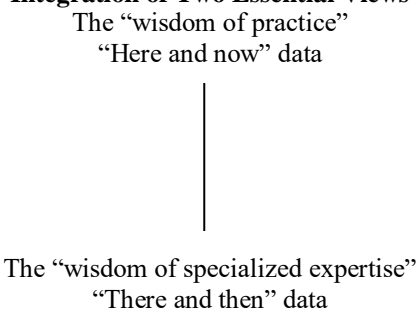 Integration of Two Essential Views
The “wisdom of practice”
“Here and now” data
The “wisdom of specialized expertise”
“There and then” data